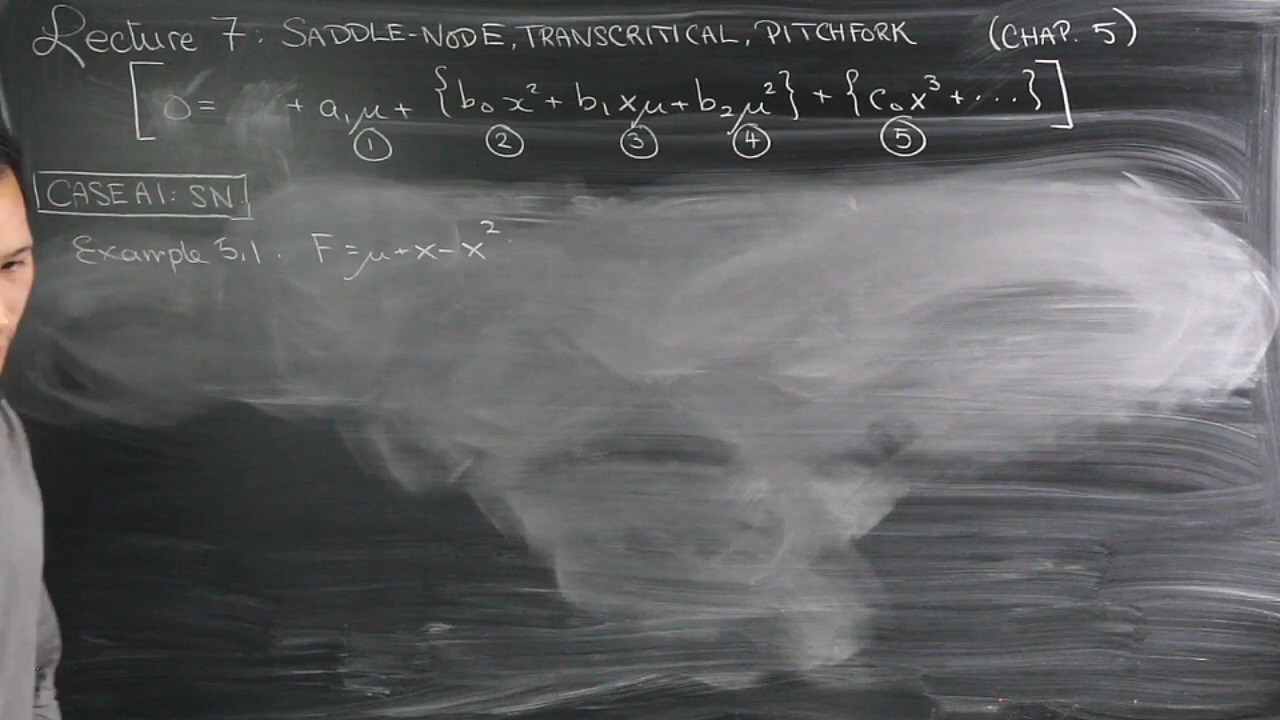 Lecture 7: SADDLE-NODE, TRANSCRITICAL, PITCHFORK (CHAP. 5)
[0 = + a₁μ + {b₀x² + b₁xμ + b₂μ²} + {c₀x³ + ...}]
① ② ③ ④ ⑤
CASE A1: SN.
Example 5.1. F = μ + x - x²